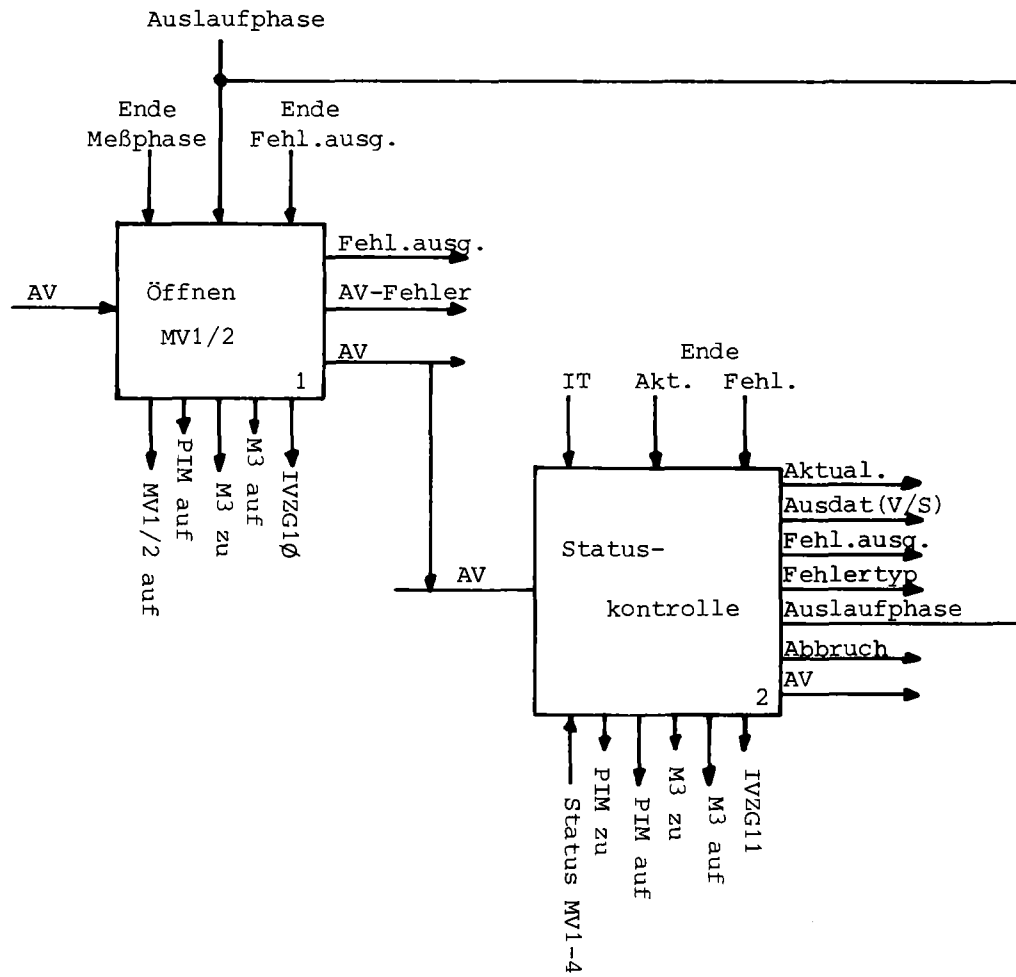 Auslaufphase
Ende
Meßphase
Ende
Fehl.ausg.
AV
Öffnen
MV1/2
1
Fehl.ausg.
AV-Fehler
AV
MV1/2 auf
PIM auf
M3 zu
M3 auf
IVZG1Ø
IT
Ende
Akt.
Fehl.
AV
Status-
kontrolle
2
Aktual.
Ausdat(V/S)
Fehl.ausg.
Fehlertyp
Auslaufphase
Abbruch
AV
Status MV1-4
PIM zu
PIM auf
M3 zu
M3 auf
IVZG11